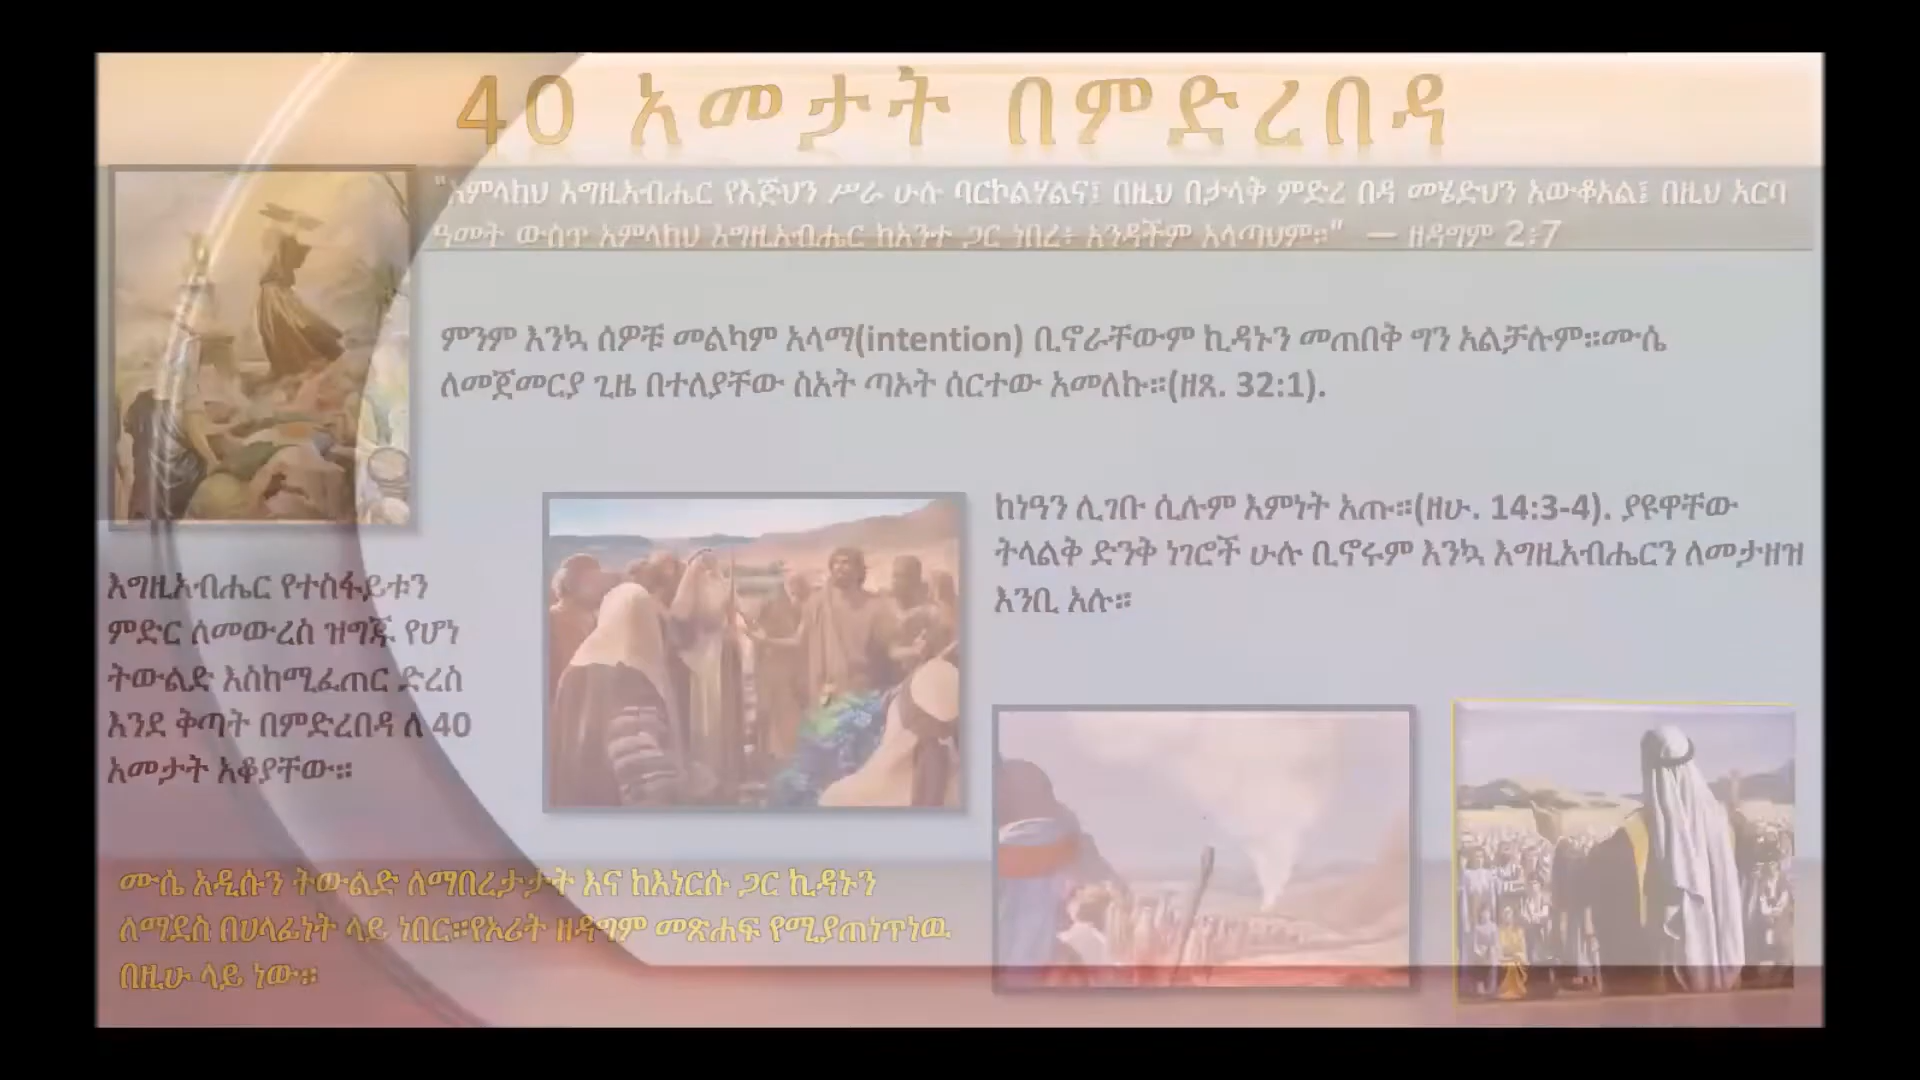 40 አመታት በምድረበዳ
"አምላክህ እግዚአብሔር የእጅህን ሥራ ሁሉ ባርኮልሃልና፤ በዚህ በታላቅ ምድረ በዳ መሄድህን አውቆአል፤ በዚህ አርባ
ዓመት ውስጥ አምላክህ እግዚአብሔር ከአንተ ጋር ነበረ፥ አንዳችም አላጣህም።" — ዘዳግም 2፥7
ምንም እንኳ ሰዎቹ መልካም አላማ(intention) ቢኖራቸውም ኪዳኑን መጠበቅ ግን አልቻሉም።ሙሴ
ለመጀመርያ ጊዜ በተለያቸው ስአት ጣኦት ሰርተው አመለኩ።(ዘጸ. 32:1).
ከነዓን ሊገቡ ሲሉም እምነት አጡ።(ዘሁ. 14:3-4). ያዩዋቸው
ትላልቅ ድንቅ ነገሮች ሁሉ ቢኖሩም እንኳ እግዚአብሔርን ለመታዘዝ
እንቢ አሉ።
እግዚአብሔር የተስፋይቱን
ምድር ለመውረስ ዝግጁ የሆነ
ትውልድ እስከሚፈጠር ድረስ
እንደ ቅጣት በምድረበዳ ለ 40
አመታት አቆያቸው።
ሙሴ አዲሱን ትውልድ ለማበረታታት እና ከእነርሱ ጋር ኪዳኑን
ለማደስ በሀላፊነት ላይ ነበር።የኦሪት ዘዳግም መጽሐፍ የሚያጠነጥነዉ
በዚሁ ላይ ነው።